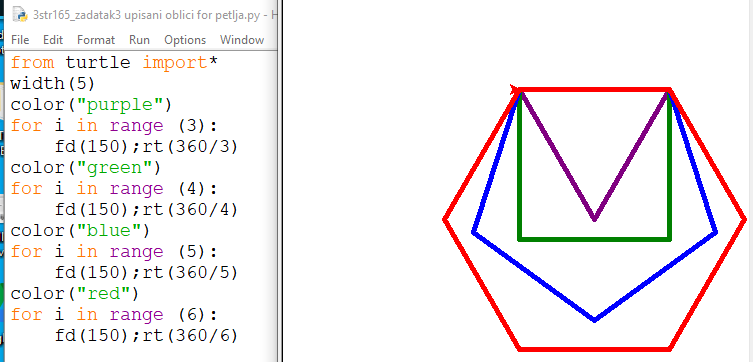 3str165_zadatak3 upisani oblici for petlja.py - H
File Edit Format Run Options Window
from turtle import*
width(5)
color("purple")
for i in range (3):
    fd(150);rt(360/3)
color("green")
for i in range (4):
    fd(150);rt(360/4)
color("blue")
for i in range (5):
    fd(150);rt(360/5)
color("red")
for i in range (6):
    fd(150);rt(360/6)